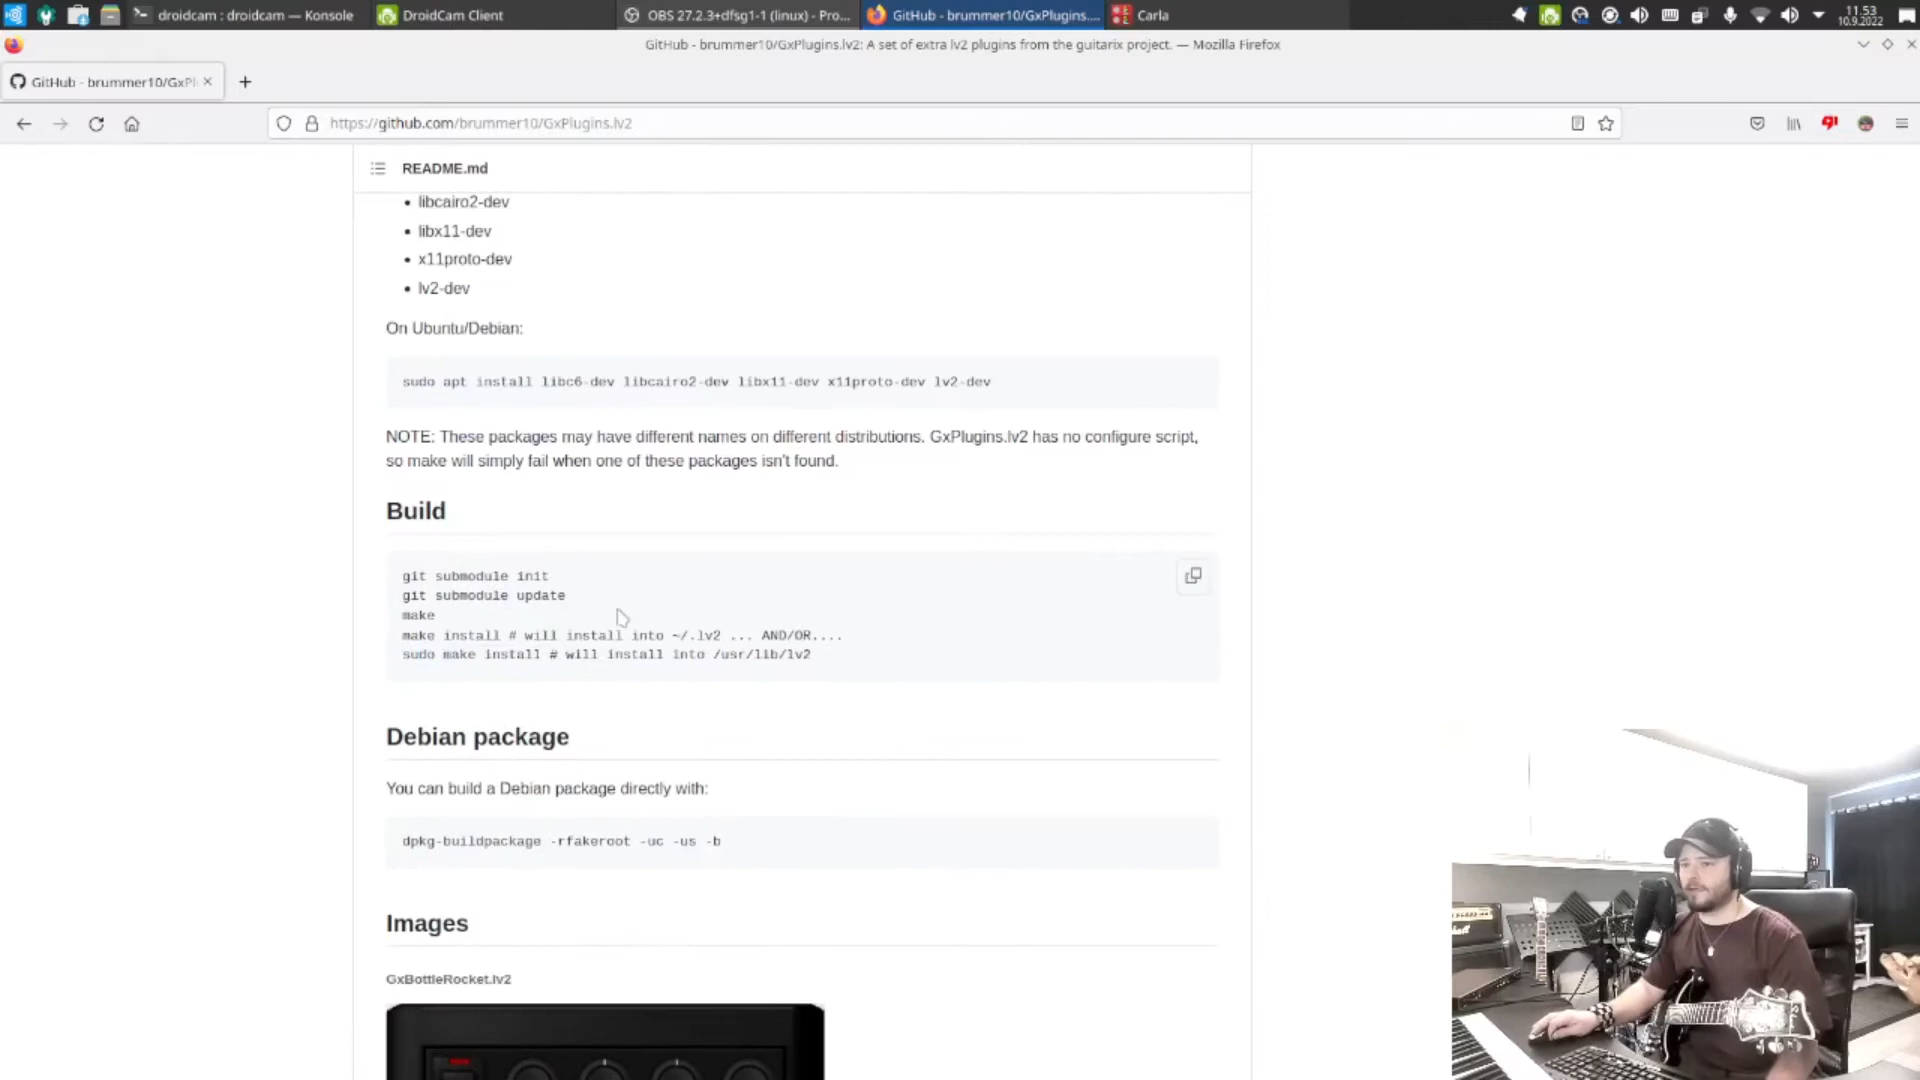 droidcam : droidcam — Konsole
DroidCam Client
OBS 27.2.3+dfsg1-1 (linux) - Pro...
GitHub - brummer10/GxPlugins....
Carla
11.53
10.9.2022
GitHub - brummer10/GxPlugins.lv2: A set of extra lv2 plugins from the guitarix project. — Mozilla Firefox
GitHub - brummer10/GxPl
https://github.com/brummer10/GxPlugins.lv2
README.md
• libcairo2-dev
• libx11-dev
• x11proto-dev
• lv2-dev
On Ubuntu/Debian:
sudo apt install libc6-dev libcairo2-dev libx11-dev x11proto-dev lv2-dev
NOTE: These packages may have different names on different distributions. GxPlugins.lv2 has no configure script,
so make will simply fail when one of these packages isn't found.
Build
git submodule init
git submodule update
make
make install # will install into ~/.lv2 ... AND/OR....
sudo make install # will install into /usr/lib/lv2
Debian package
You can build a Debian package directly with:
dpkg-buildpackage -rfakeroot -uc -us -b
Images
GxBottleRocket.lv2